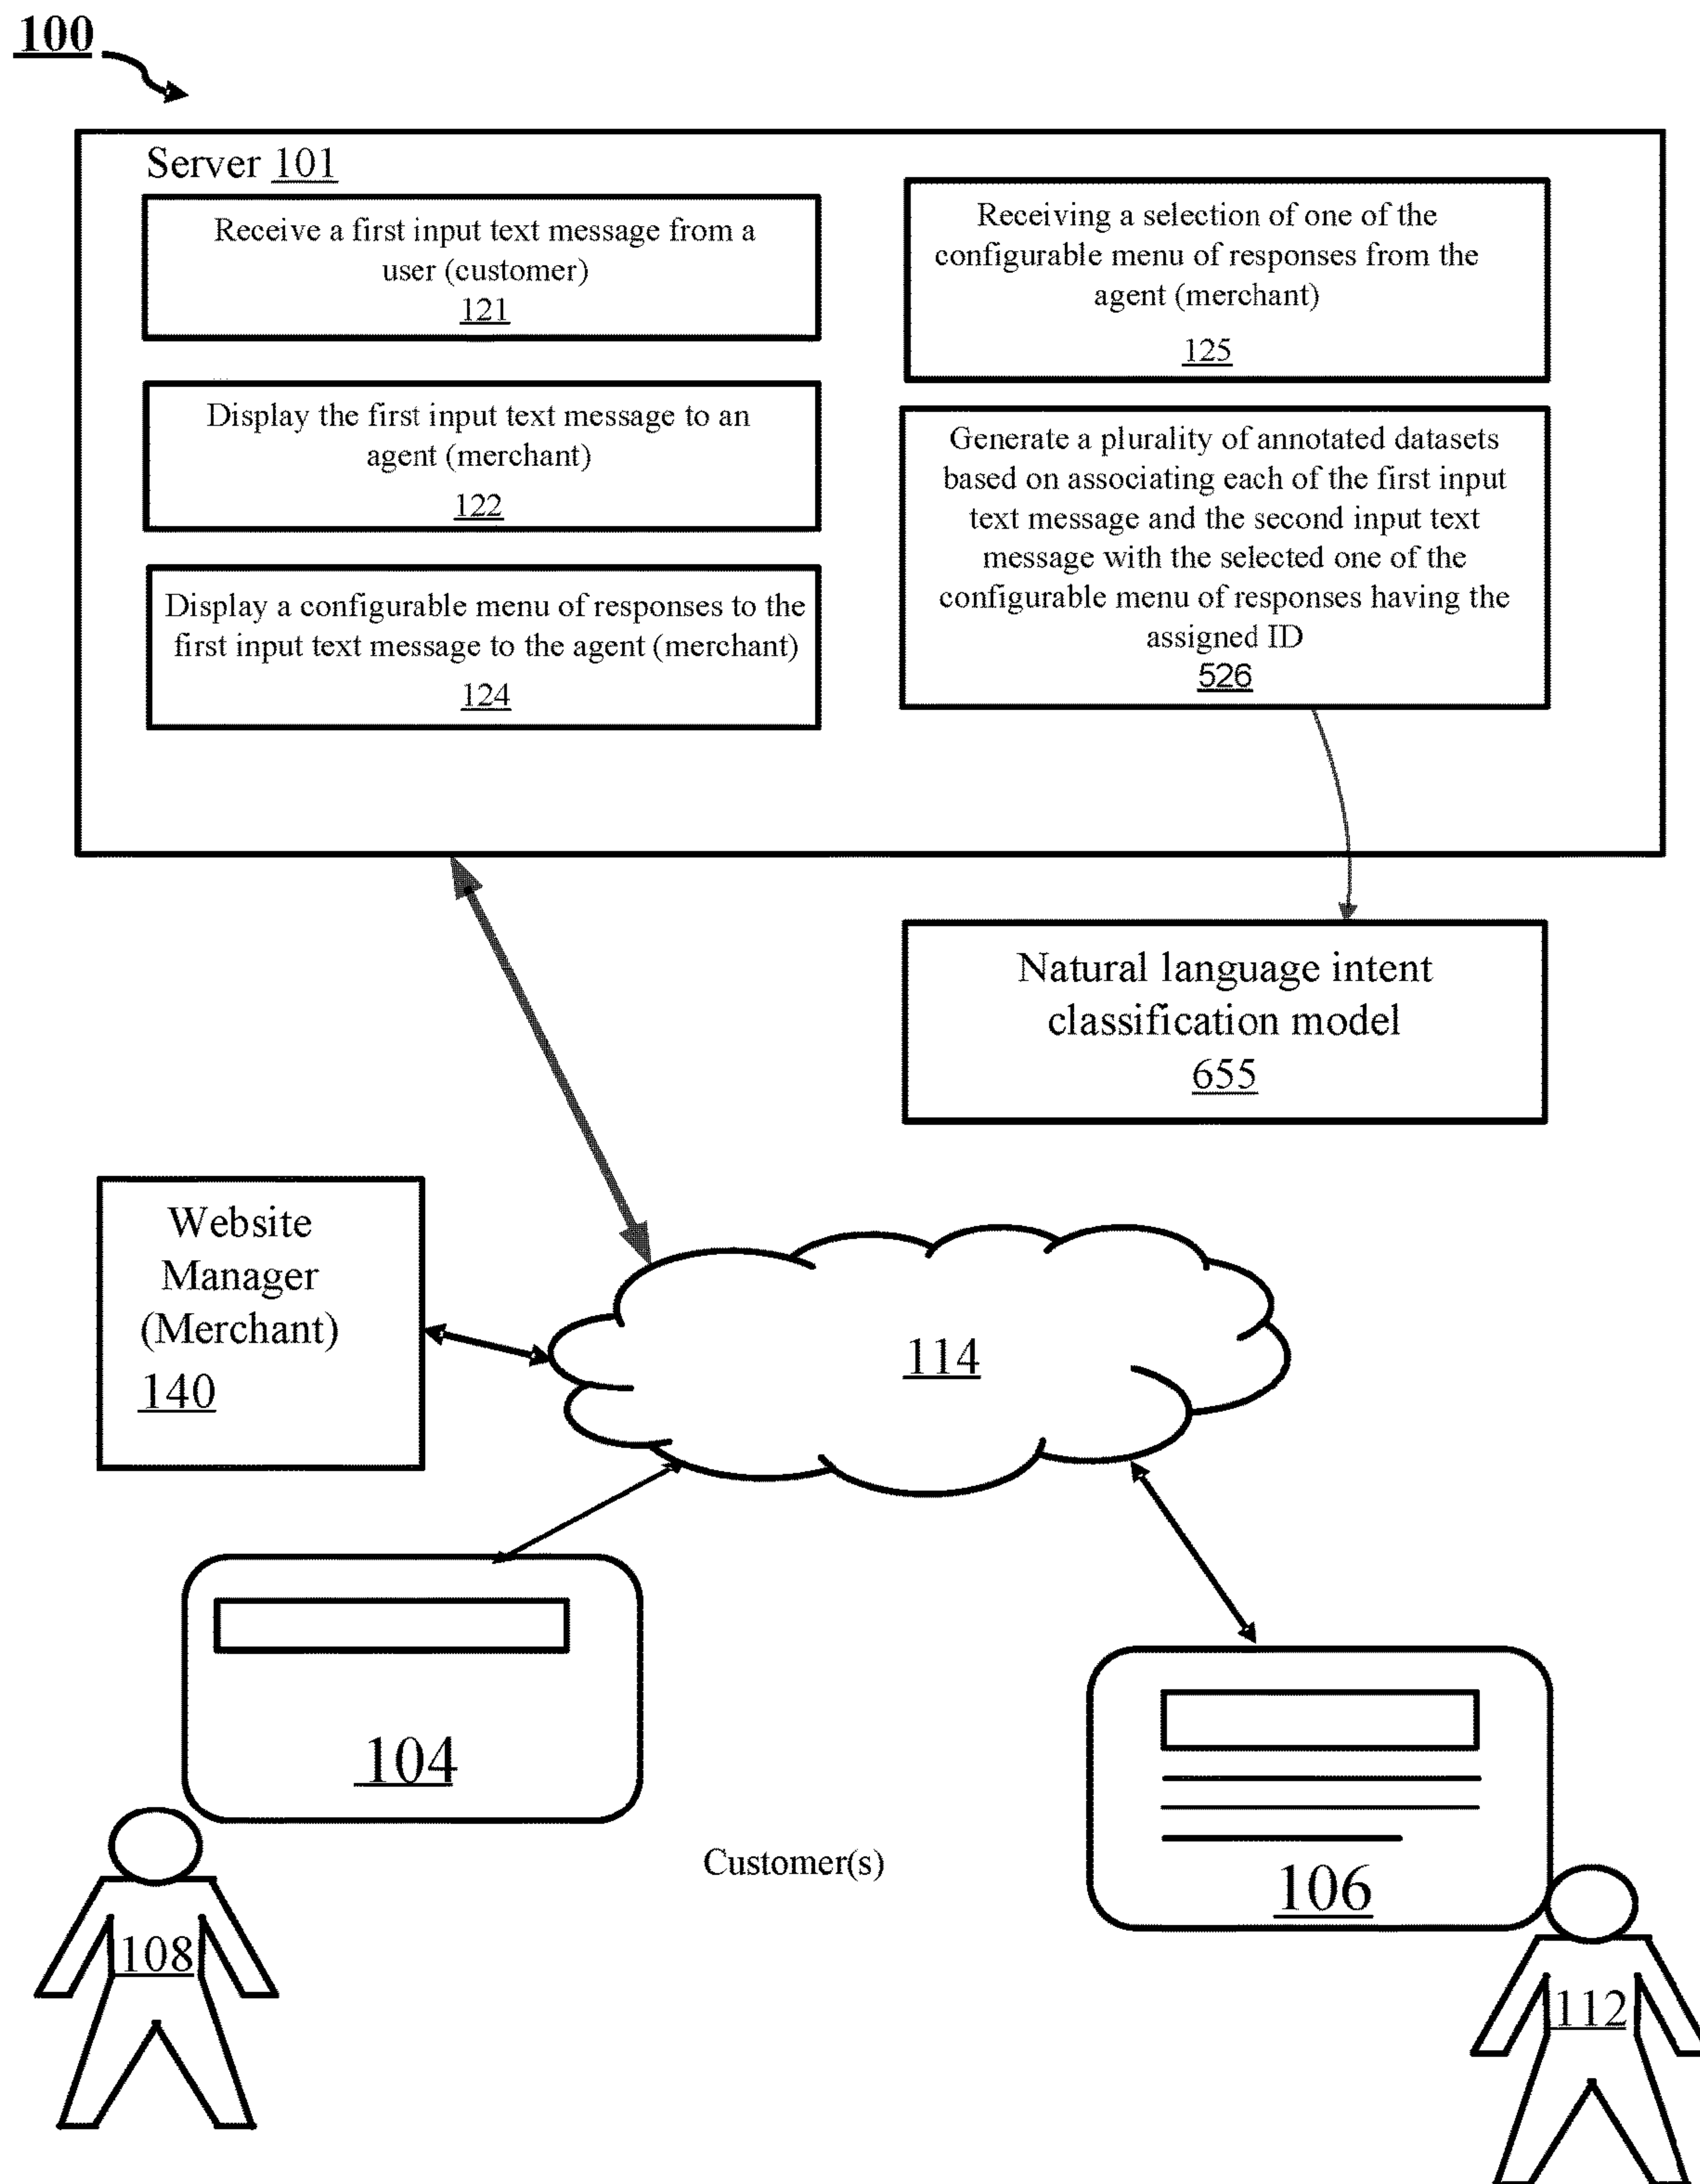 100
Server 101
Receive a first input text message from a
user (customer)
121
Display the first input text message to an
agent (merchant)
122
Display a configurable menu of responses to the
first input text message to the agent (merchant)
124
Receiving a selection of one of the
configurable menu of responses from the
agent (merchant)
125
Generate a plurality of annotated datasets
based on associating each of the first input
text message and the second input text
message with the selected one of the
configurable menu of responses having the
assigned ID
526
Natural language intent
classification model
655
Website
Manager
(Merchant)
140
114
104
106
Customer(s)
108
112